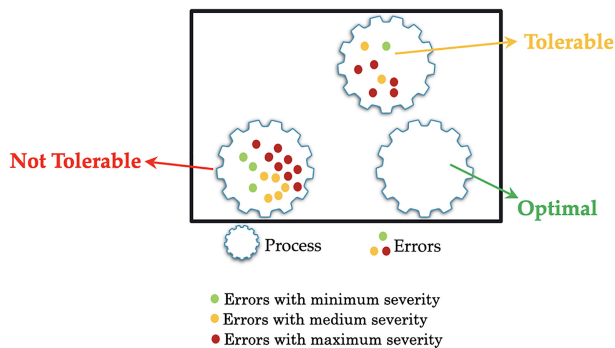 Tolerable
Not Tolerable
Optimal
Process
Errors
Errors with minimum severity
Errors with medium severity
Errors with maximum severity